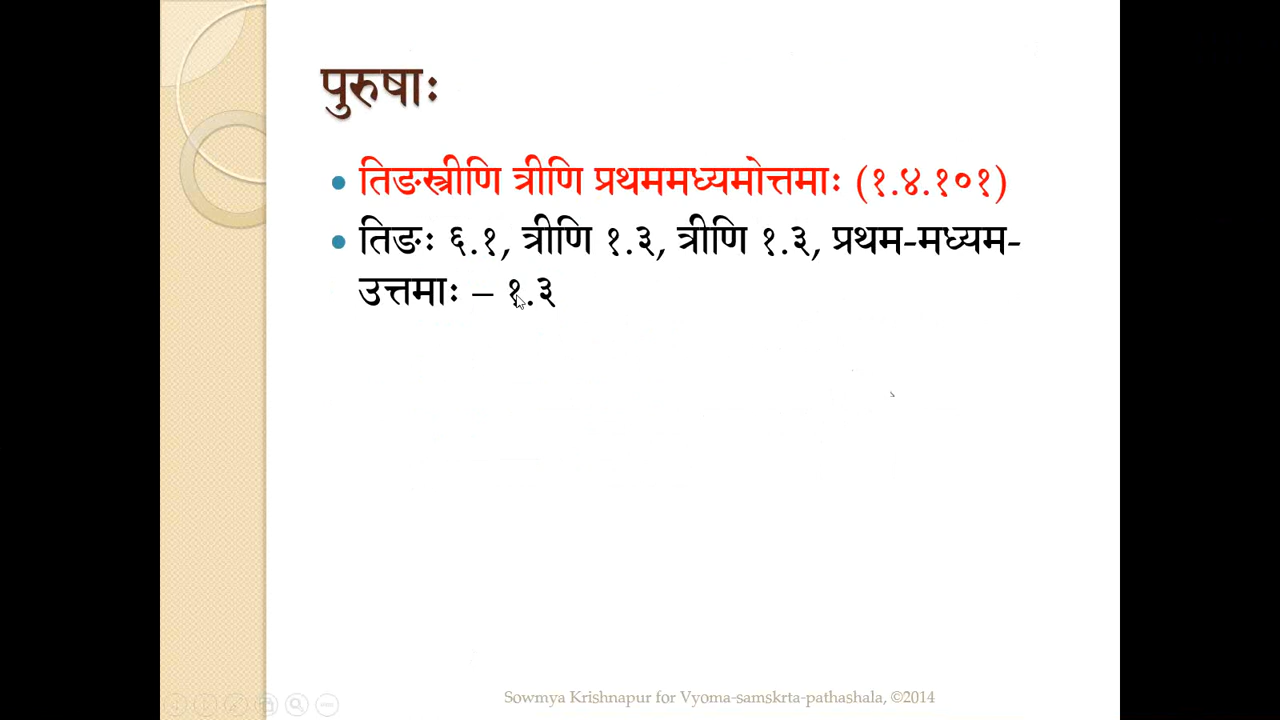 पुरुषाः
तिङस्त्रीणि त्रीणि प्रथममध्यमोत्तमाः (१.४.१०१)
तिङः ६.१, त्रीणि १.३, त्रीणि १.३, प्रथम-मध्यम-
उत्तमाः – १.३
Sowmya Krishnapur for Vyoma-samskrta-pathashala, ©2014